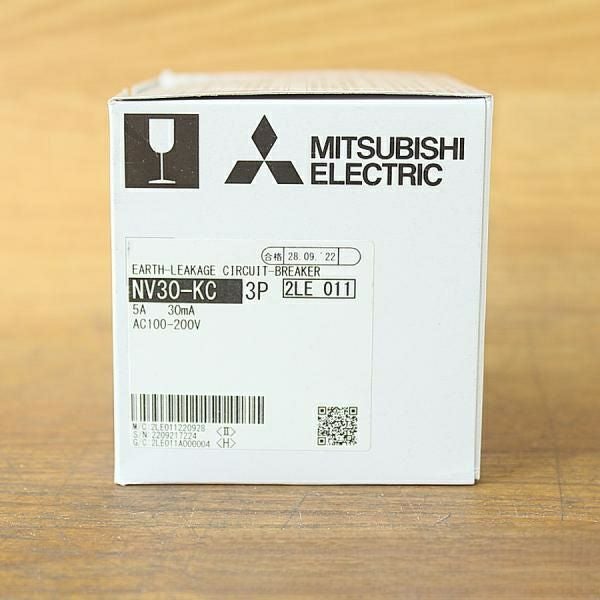 MITSUBISHI
ELECTRIC
合格 28.09.'22
EARTH-LEAKAGE CIRCUIT-BREAKER
NV30-KC 3P 2LE 011
5A 30mA
AC100-200V
M/C:2LE011220928 <II>
S/N:2209217224
G/C:2LE011A000004 <H>